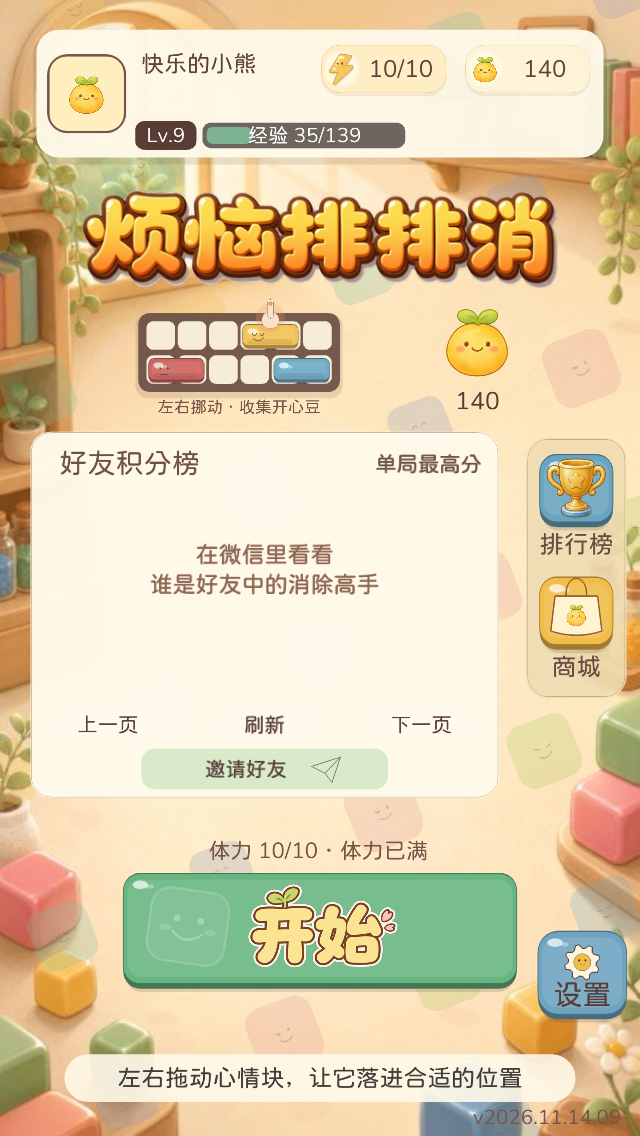 快乐的小熊
10/10
140
Lv.9
经验 35/139
烦恼排排消
左右挪动 · 收集开心豆
140
好友积分榜
单局最高分
在微信里看看
谁是好友中的消除高手
排行榜
商城
上一页
刷新
下一页
邀请好友
体力 10/10 · 体力已满
开始
设置
左右拖动心情块，让它落进合适的位置
v2026.11.14.09